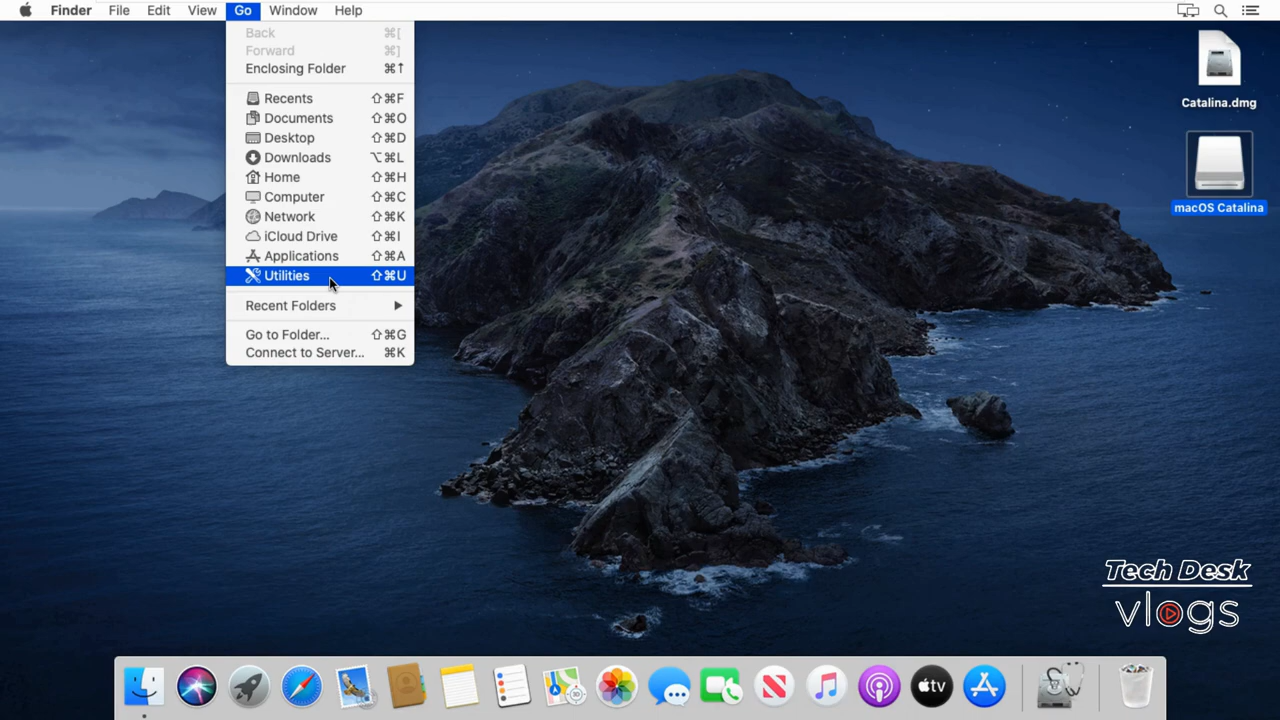 Finder File Edit View Go Window Help
Back ⌘[
Forward ⌘]
Enclosing Folder ⌘↑
Recents ⇧⌘F
Documents ⇧⌘O
Desktop ⇧⌘D
Downloads ⌥⌘L
Home ⇧⌘H
Computer ⇧⌘C
Network ⇧⌘K
iCloud Drive ⇧⌘I
Applications ⇧⌘A
Utilities ⇧⌘U
Recent Folders
Go to Folder... ⇧⌘G
Connect to Server... ⌘K
Catalina.dmg
macOS Catalina
Tech Desk
vlogs
tv